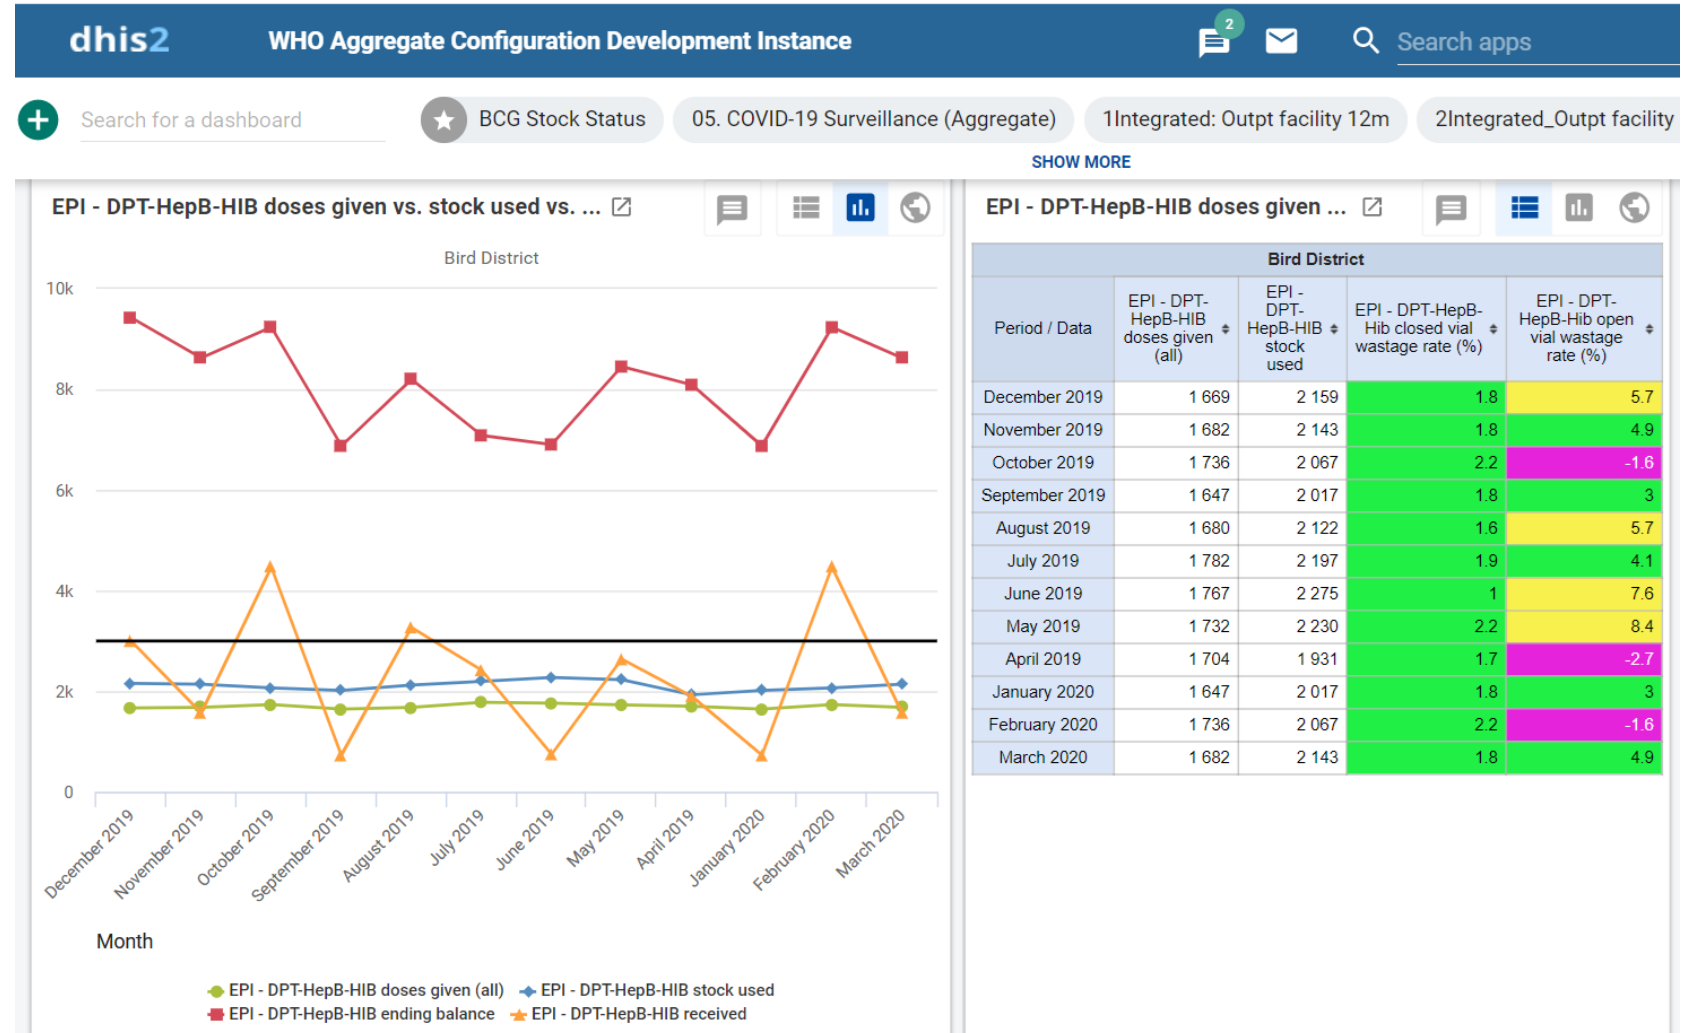 dhis2
WHO Aggregate Configuration Development Instance
2
Search apps
Search for a dashboard
BCG Stock Status
05. COVID-19 Surveillance (Aggregate)
1Integrated: Outpt facility 12m
2Integrated_Outpt facility
SHOW MORE
EPI - DPT-HepB-HIB doses given vs. stock used vs. ...
Bird District
10k
8k
6k
4k
2k
0
December 2019
November 2019
October 2019
September 2019
August 2019
July 2019
June 2019
May 2019
April 2019
January 2020
February 2020
March 2020
Month
EPI - DPT-HepB-HIB doses given (all) EPI - DPT-HepB-HIB stock used
EPI - DPT-HepB-HIB ending balance EPI - DPT-HepB-HIB received
EPI - DPT-HepB-HIB doses given ...
Bird District
Period / Data
EPI - DPT-
HepB-HIB
doses given
(all)
EPI -
DPT-
HepB-HIB
stock
used
EPI - DPT-HepB-
Hib closed vial
wastage rate (%)
EPI - DPT-
HepB-Hib open
vial wastage
rate (%)
December 2019 1 669 2 159 1.8 5.7
November 2019 1 682 2 143 1.8 4.9
October 2019 1 736 2 067 2.2 -1.6
September 2019 1 647 2 017 1.8 3
August 2019 1 680 2 122 1.6 5.7
July 2019 1 782 2 197 1.9 4.1
June 2019 1 767 2 275 1 7.6
May 2019 1 732 2 230 2.2 8.4
April 2019 1 704 1 931 1.7 -2.7
January 2020 1 647 2 017 1.8 3
February 2020 1 736 2 067 2.2 -1.6
March 2020 1 682 2 143 1.8 4.9